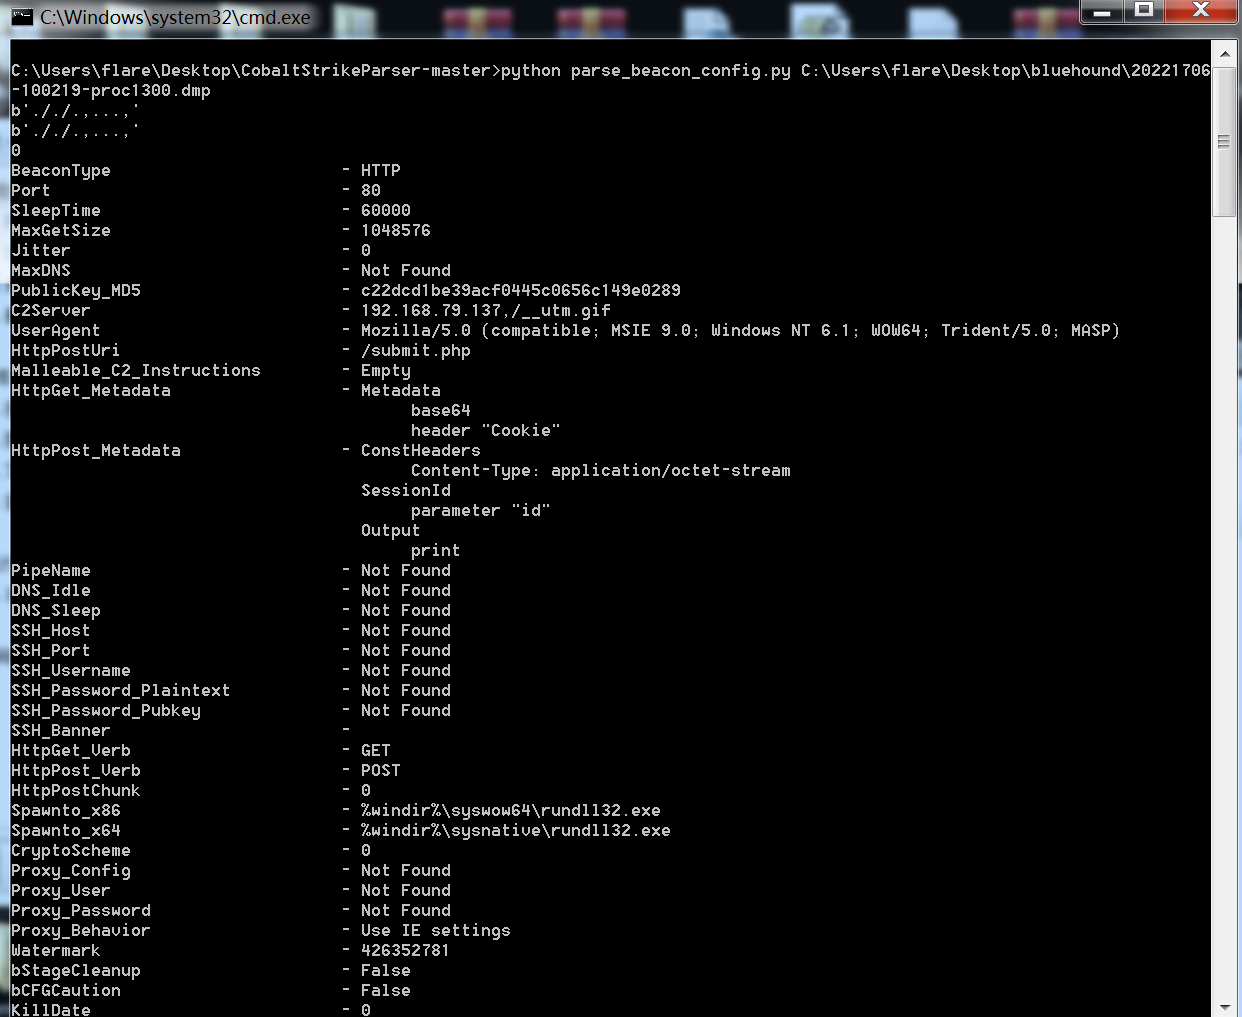 C:\Windows\system32\cmd.exe
C:\Users\flare\Desktop\CobaltStrikeParser-master>python parse_beacon_config.py C:\Users\flare\Desktop\bluehound\20221706
-100219-proc1300.dmp
b'././.,...,'
b'././.,...,'
0
BeaconType - HTTP
Port - 80
SleepTime - 60000
MaxGetSize - 1048576
Jitter - 0
MaxDNS - Not Found
PublicKey_MD5 - c22dcd1be39acf0445c0656c149e0289
C2Server - 192.168.79.137,/__utm.gif
UserAgent - Mozilla/5.0 (compatible; MSIE 9.0; Windows NT 6.1; WOW64; Trident/5.0; MASP)
HttpPostUri - /submit.php
Malleable_C2_Instructions - Empty
HttpGet_Metadata - Metadata
base64
header "Cookie"
HttpPost_Metadata - ConstHeaders
Content-Type: application/octet-stream
SessionId
parameter "id"
Output
print
PipeName - Not Found
DNS_Idle - Not Found
DNS_Sleep - Not Found
SSH_Host - Not Found
SSH_Port - Not Found
SSH_Username - Not Found
SSH_Password_Plaintext - Not Found
SSH_Password_Pubkey - Not Found
SSH_Banner -
HttpGet_Verb - GET
HttpPost_Verb - POST
HttpPostChunk - 0
Spawnto_x86 - %windir%\syswow64\rundll32.exe
Spawnto_x64 - %windir%\sysnative\rundll32.exe
CryptoScheme - 0
Proxy_Config - Not Found
Proxy_User - Not Found
Proxy_Password - Not Found
Proxy_Behavior - Use IE settings
Watermark - 426352781
bStageCleanup - False
bCFGCaution - False
KillDate - 0